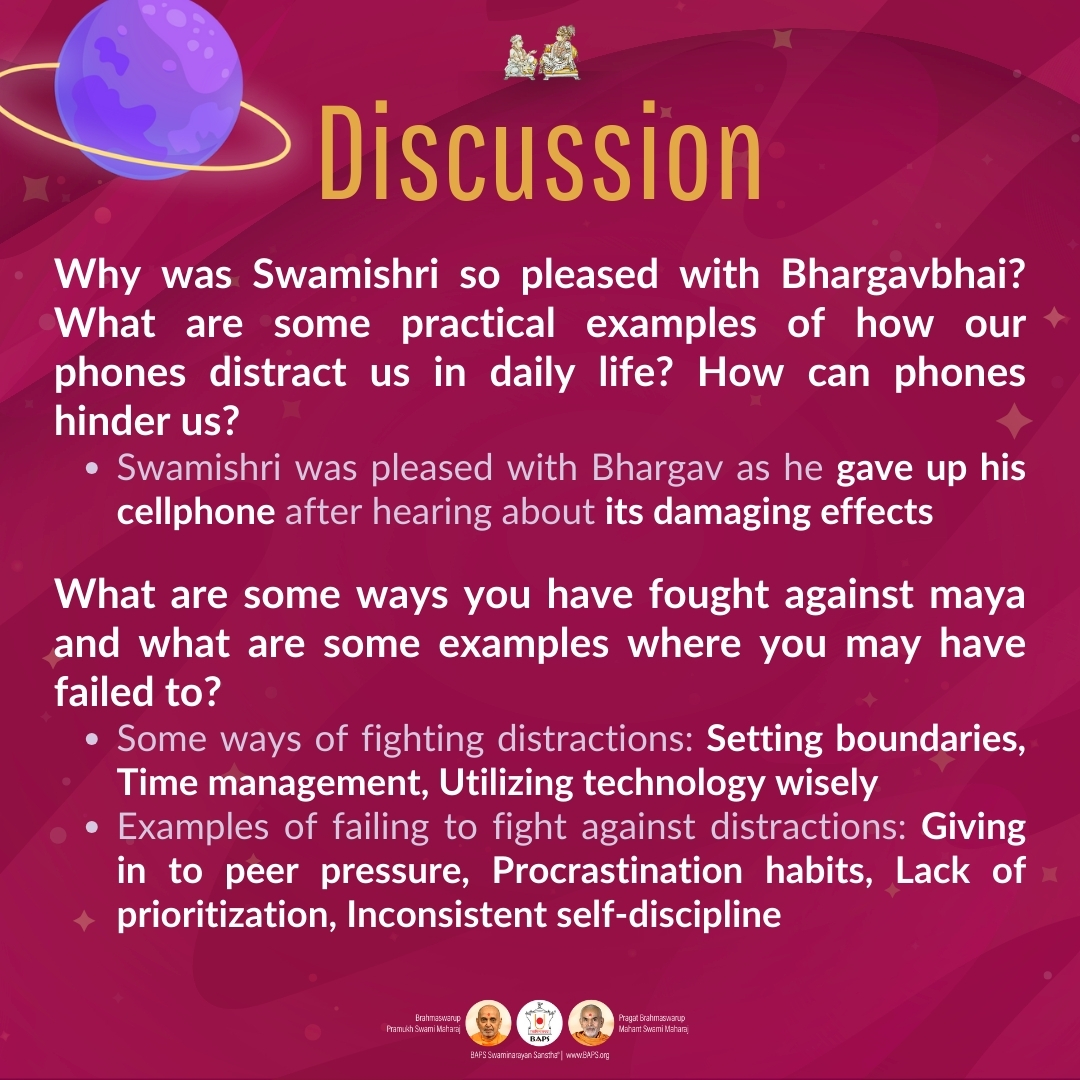 Discussion
Why was Swamishri so pleased with Bhargavbhai?
What are some practical examples of how our
phones distract us in daily life? How can phones
hinder us?
• Swamishri was pleased with Bhargav as he gave up his
cellphone after hearing about its damaging effects
What are some ways you have fought against maya
and what are some examples where you may have
failed to?
• Some ways of fighting distractions: Setting boundaries,
Time management, Utilizing technology wisely
• Examples of failing to fight against distractions: Giving
in to peer pressure, Procrastination habits, Lack of
prioritization, Inconsistent self-discipline
Brahmaswarup
Pramukh Swami Maharaj
BAPS
Pragat Brahmaswarup
Mahant Swami Maharaj
BAPS Swaminarayan Sanstha® | www.BAPS.org